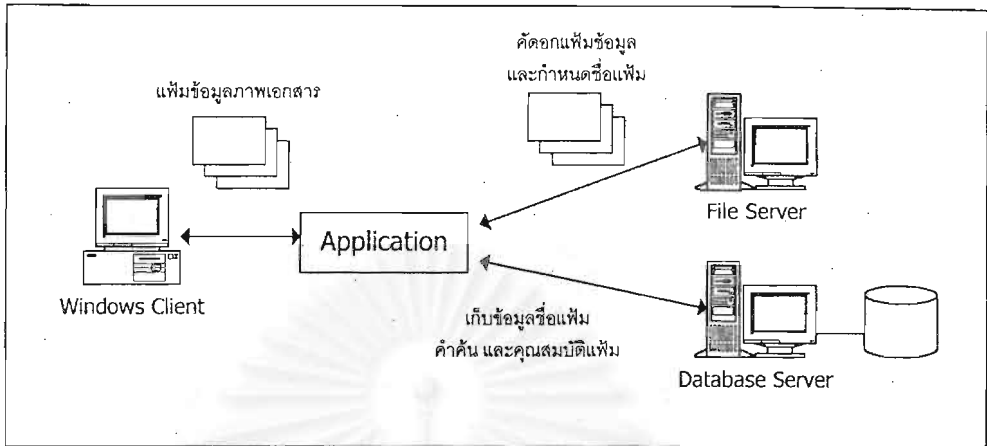 คัดอกแฟ้มข้อมูล
และกำหนดชื่อแฟ้ม
แฟ้มข้อมูลภาพเอกสาร
File Server
Application
Windows Client
เก็บข้อมูลชื่อแฟ้ม
คำค้น และคุณสมบัติแฟ้ม
Database Server